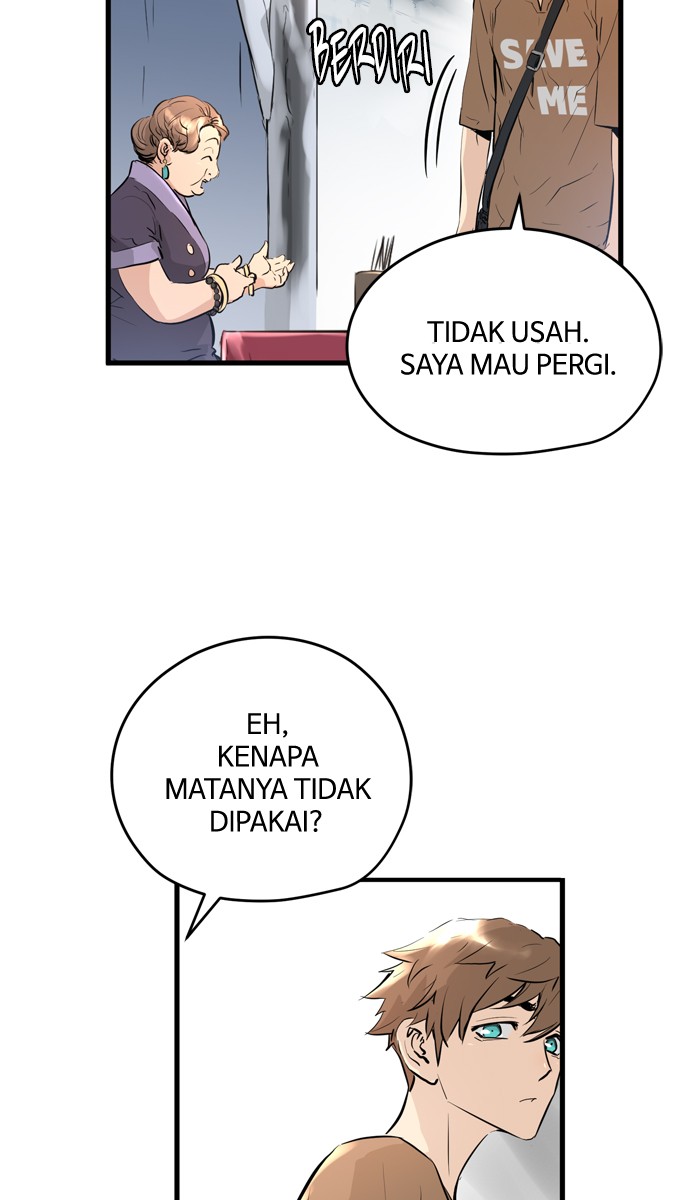 BERDIRI
SAVE
ME
TIDAK USAH.
SAYA MAU PERGI.
EH,
KENAPA
MATANYA TIDAK
DIPAKAI?